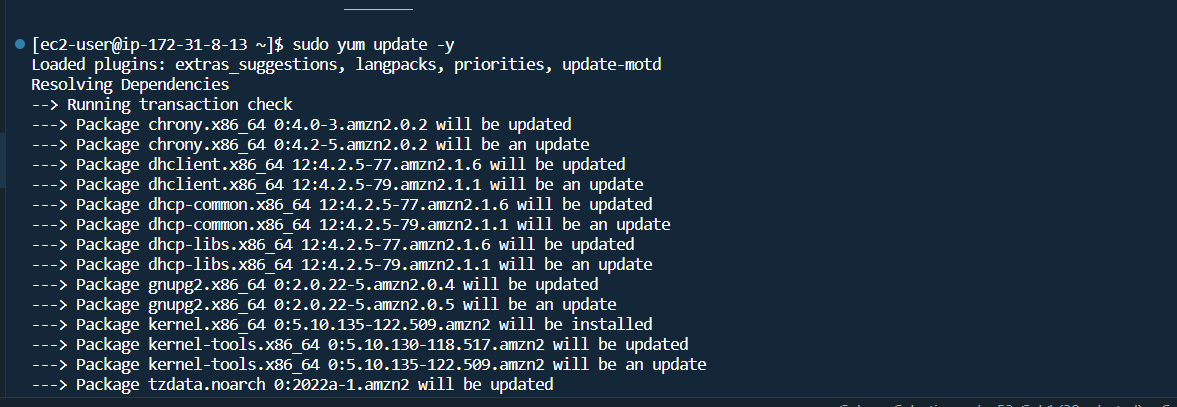 [ec2-user@ip-172-31-8-13 ~]$ sudo yum update -y
Loaded plugins: extras_suggestions, langpacks, priorities, update-motd
Resolving Dependencies
--> Running transaction check
---> Package chrony.x86_64 0:4.0-3.amzn2.0.2 will be updated
---> Package chrony.x86_64 0:4.2-5.amzn2.0.2 will be an update
---> Package dhclient.x86_64 12:4.2.5-77.amzn2.1.6 will be updated
---> Package dhclient.x86_64 12:4.2.5-79.amzn2.1.1 will be an update
---> Package dhcp-common.x86_64 12:4.2.5-77.amzn2.1.6 will be updated
---> Package dhcp-common.x86_64 12:4.2.5-79.amzn2.1.1 will be an update
---> Package dhcp-libs.x86_64 12:4.2.5-77.amzn2.1.6 will be updated
---> Package dhcp-libs.x86_64 12:4.2.5-79.amzn2.1.1 will be an update
---> Package gnupg2.x86_64 0:2.0.22-5.amzn2.0.4 will be updated
---> Package gnupg2.x86_64 0:2.0.22-5.amzn2.0.5 will be an update
---> Package kernel.x86_64 0:5.10.135-122.509.amzn2 will be installed
---> Package kernel-tools.x86_64 0:5.10.130-118.517.amzn2 will be updated
---> Package kernel-tools.x86_64 0:5.10.135-122.509.amzn2 will be an update
---> Package tzdata.noarch 0:2022a-1.amzn2 will be updated